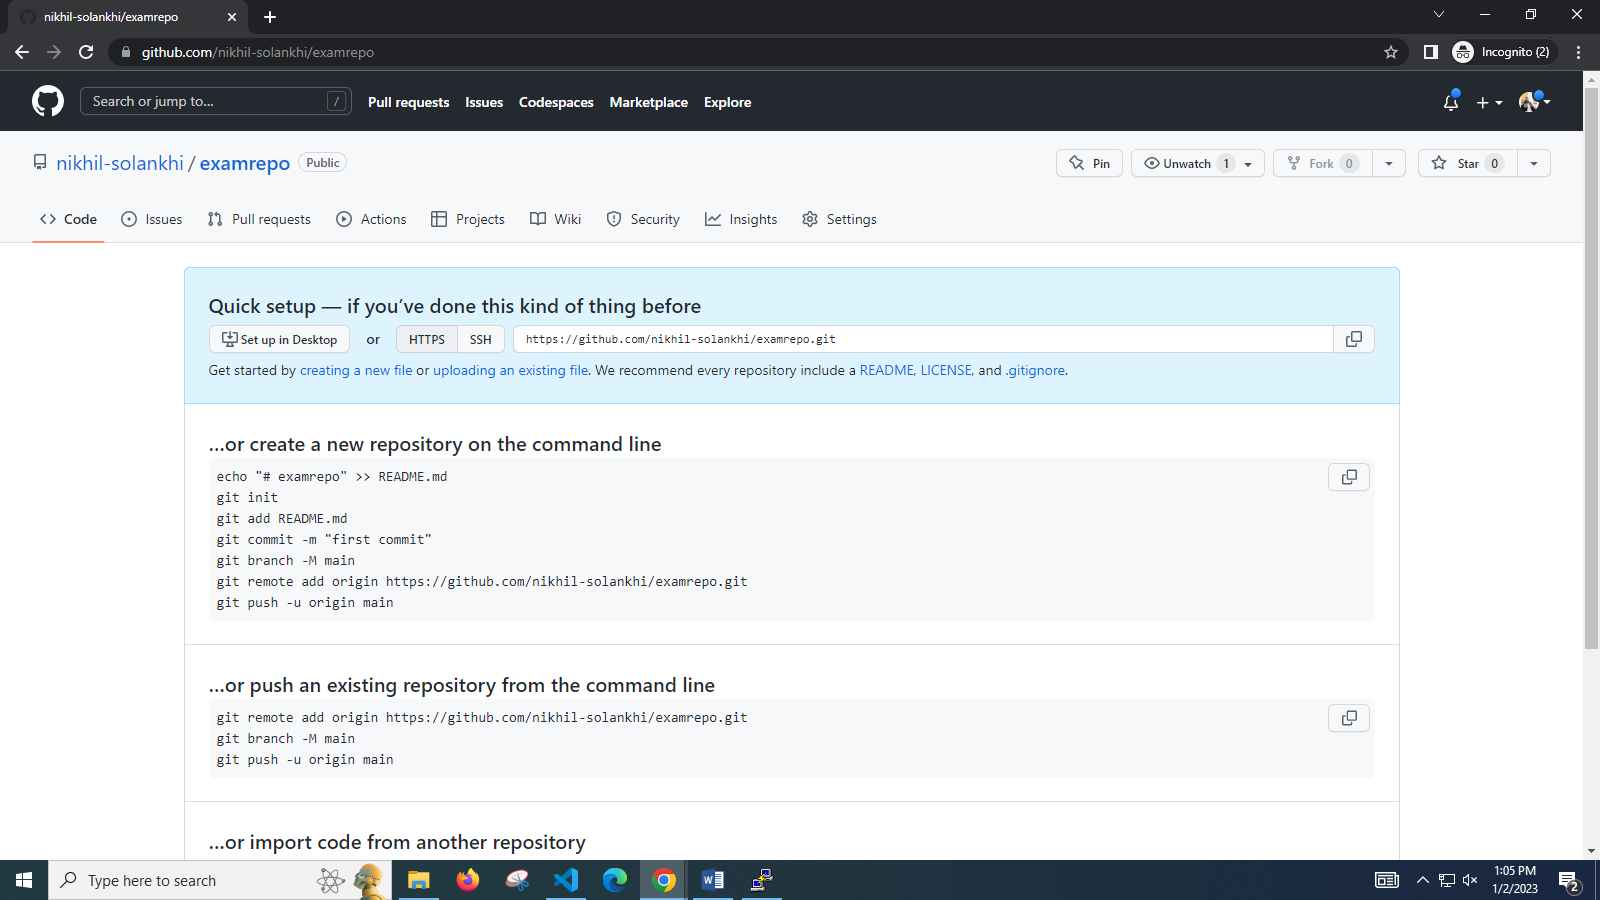 nikhil-solankhi/examrepo
github.com/nikhil-solankhi/examrepo
Incognito (2)
Search or jump to...
/
Pull requests
Issues
Codespaces
Marketplace
Explore
nikhil-solankhi / examrepo
Public
Pin
Unwatch 1
Fork 0
Star 0
Code
Issues
Pull requests
Actions
Projects
Wiki
Security
Insights
Settings
Quick setup — if you’ve done this kind of thing before
Set up in Desktop
or
HTTPS
SSH
https://github.com/nikhil-solankhi/examrepo.git
Get started by creating a new file or uploading an existing file. We recommend every repository include a README, LICENSE, and .gitignore.
…or create a new repository on the command line
echo "# examrepo" >> README.md
git init
git add README.md
git commit -m "first commit"
git branch -M main
git remote add origin https://github.com/nikhil-solankhi/examrepo.git
git push -u origin main
…or push an existing repository from the command line
git remote add origin https://github.com/nikhil-solankhi/examrepo.git
git branch -M main
git push -u origin main
…or import code from another repository
Type here to search
1:05 PM
1/2/2023
2